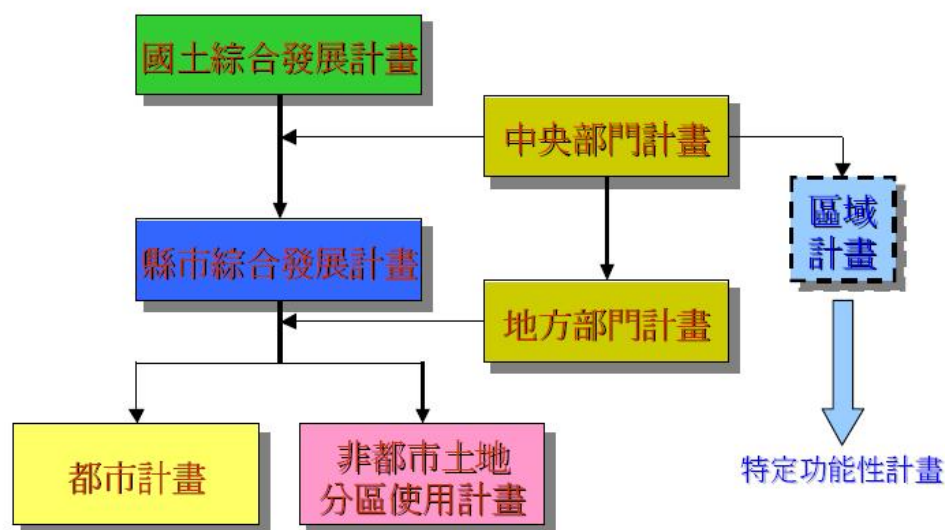 國土綜合發展計畫
中央部門計畫
區域
計畫
縣市綜合發展計畫
地方部門計畫
都市計畫
非都市土地
分區使用計畫
特定功能性計畫